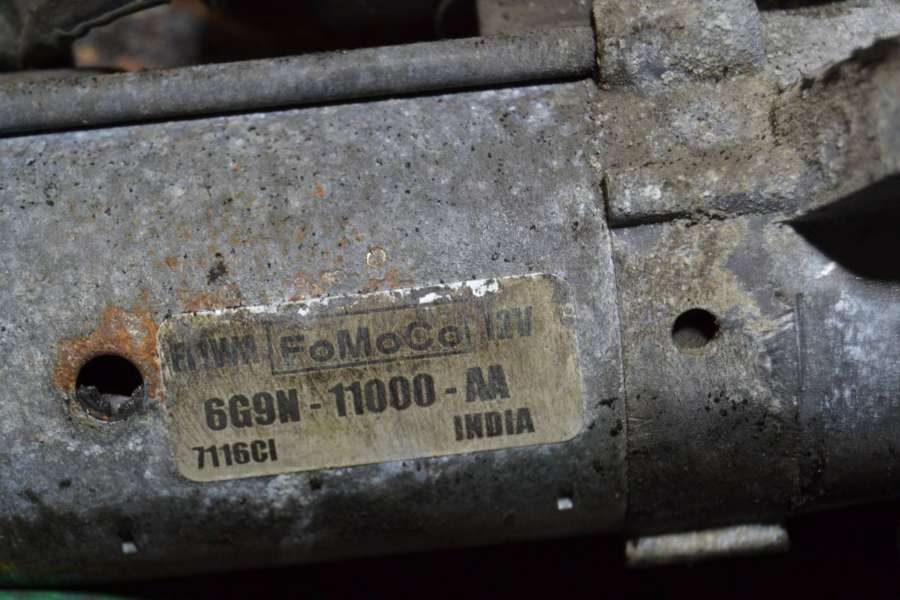 FoMoCo 12V
6G9N - 11000 - AA
INDIA
7116CI